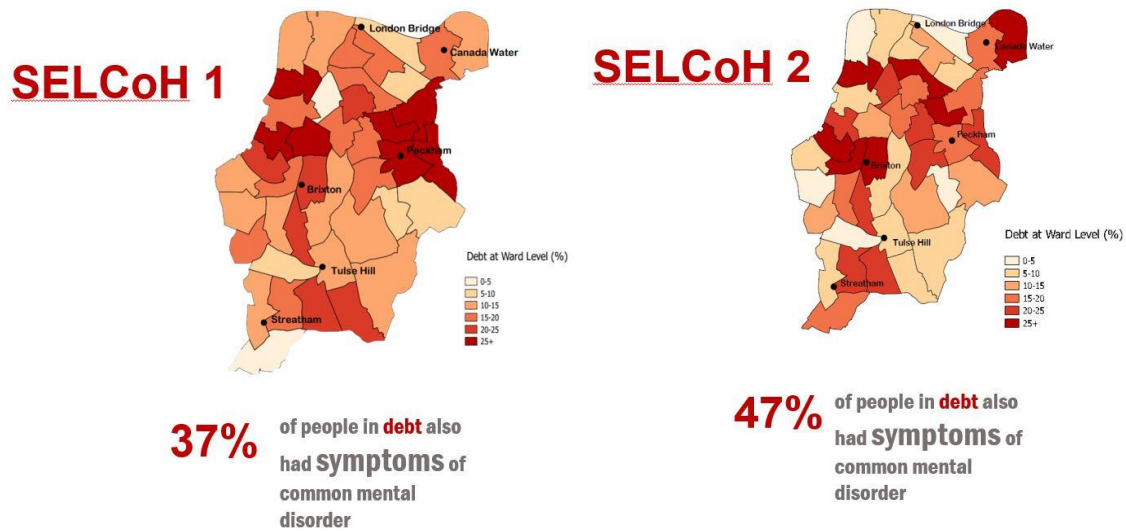 SELCoH 1
London Bridge
Canada Water
Peckham
Brixton
Tulse Hill
Streatham
Debt at Ward Level (%)
0-5
5-10
10-15
15-20
20-25
25+
37%
of people in debt also
had symptoms of
common mental
disorder
SELCoH 2
London Bridge
Canada Water
Peckham
Brixton
Tulse Hill
Streatham
Debt at Ward Level (%)
0-5
5-10
10-15
15-20
20-25
25+
47%
of people in debt also
had symptoms of
common mental
disorder